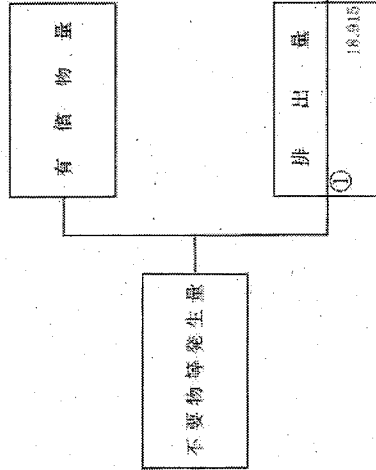 不要物等発生量
有価物量
排出量
①
18.915